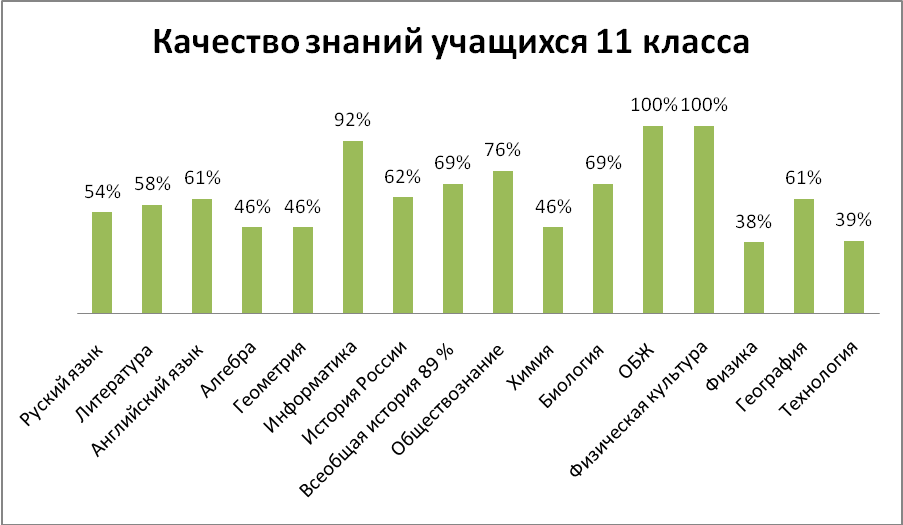 Качество знаний учащихся 11 класса
54%
58%
61%
46%
46%
92%
62%
69%
76%
46%
69%
100%
100%
38%
61%
39%
Руский язык
Литература
Английский язык
Алгебра
Геометрия
Информатика
История России
Всеобщая история 89 %
Обществознание
Химия
Биология
ОБЖ
Физическая культура
Физика
География
Технология